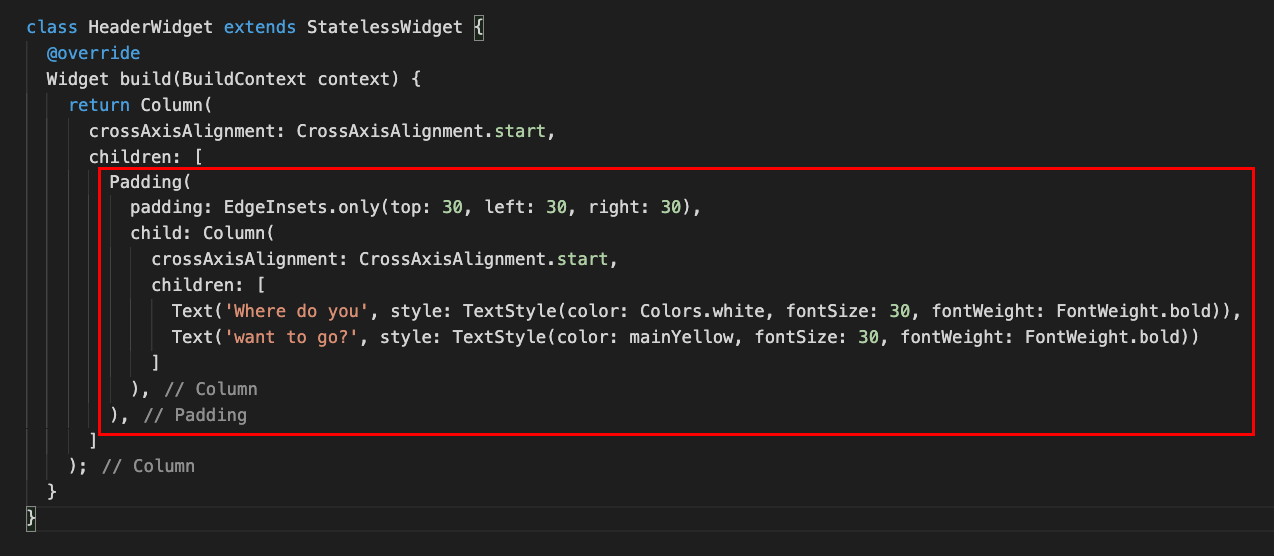 class HeaderWidget extends StatelessWidget {
  @override
  Widget build(BuildContext context) {
    return Column(
      crossAxisAlignment: CrossAxisAlignment.start,
      children: [
        Padding(
          padding: EdgeInsets.only(top: 30, left: 30, right: 30),
          child: Column(
            crossAxisAlignment: CrossAxisAlignment.start,
            children: [
              Text('Where do you', style: TextStyle(color: Colors.white, fontSize: 30, fontWeight: FontWeight.bold)),
              Text('want to go?', style: TextStyle(color: mainYellow, fontSize: 30, fontWeight: FontWeight.bold))
            ]
          ), // Column
        ), // Padding
      ]
    ); // Column
  }
}